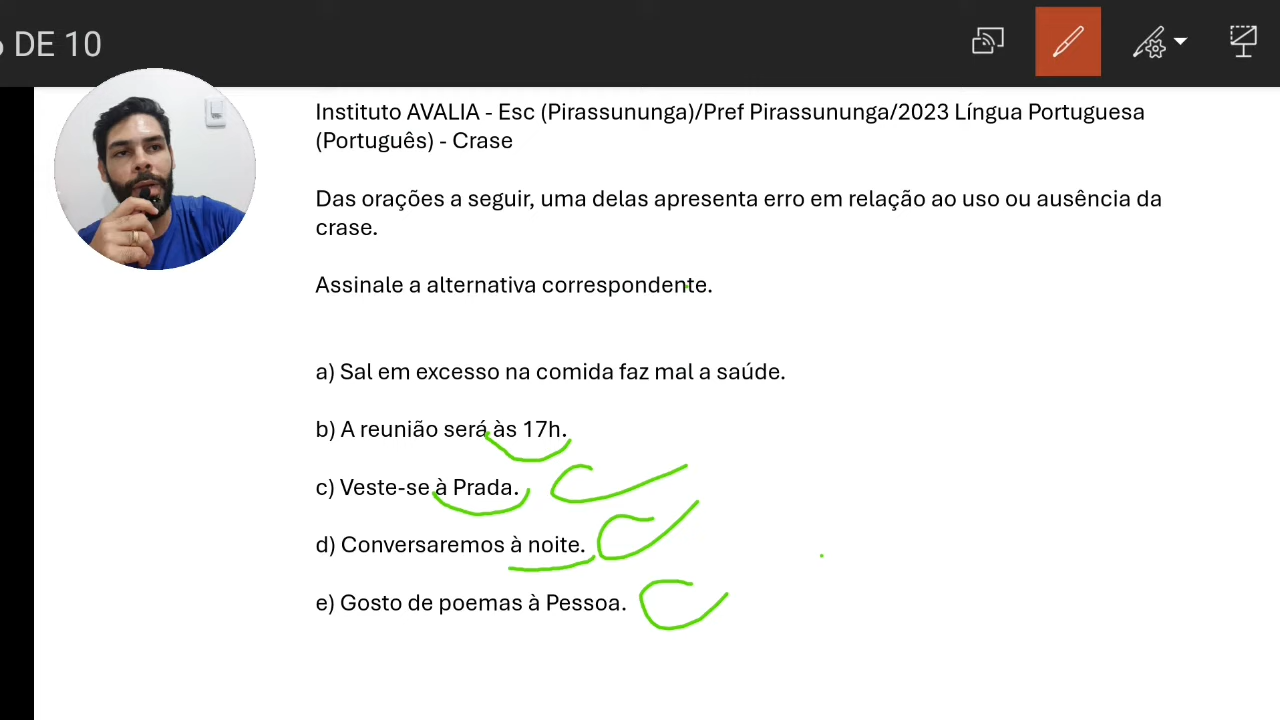 DE 10
Instituto AVALIA - Esc (Pirassununga)/Pref Pirassununga/2023 Língua Portuguesa
(Português) - Crase
Das orações a seguir, uma delas apresenta erro em relação ao uso ou ausência da
crase.
Assinale a alternativa correspondente.
a) Sal em excesso na comida faz mal a saúde.
b) A reunião será às 17h.
c) Veste-se à Prada.
d) Conversaremos à noite.
e) Gosto de poemas à Pessoa.